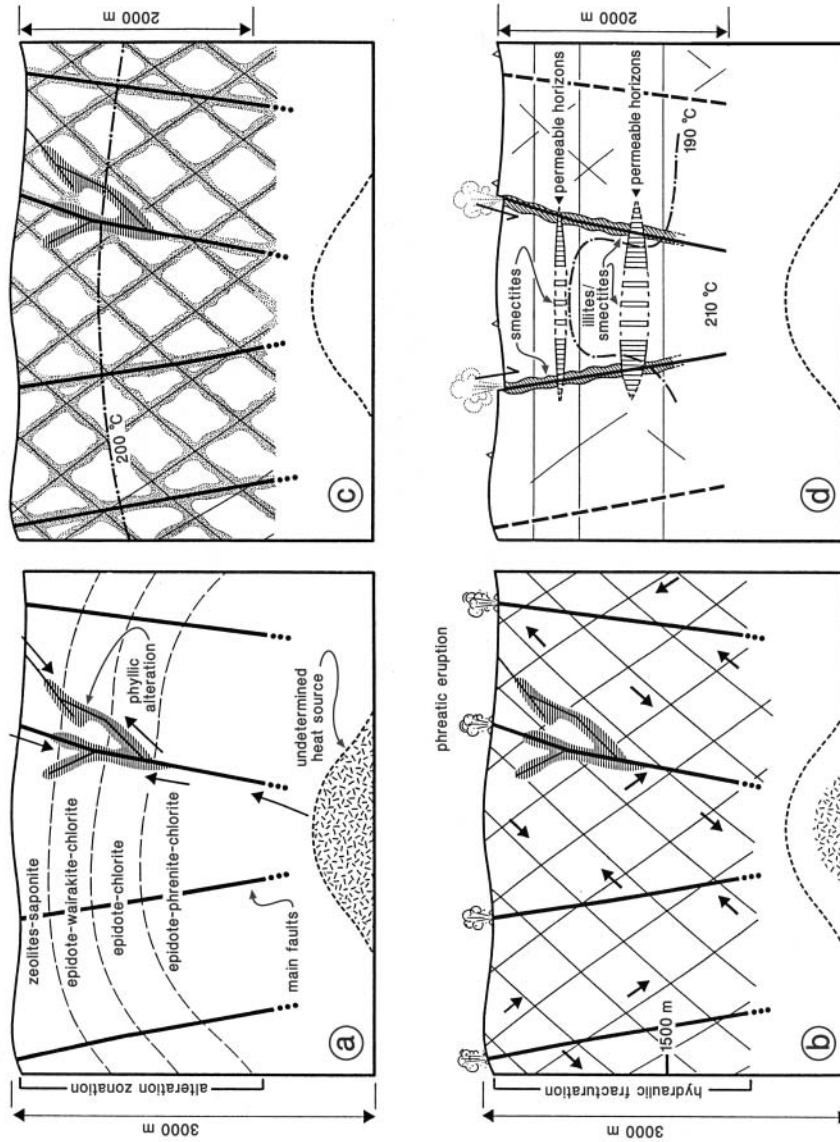 3000 m
alteration zonation
zeolites-saponite
epidote-wairakite-chlorite
epidote-chlorite
epidote-phrenite-chlorite
main faults
phyllic
alteration
undetermined
heat source
a
phreatic eruption
3000 m
hydraulic fracturation
1500 m
b
2000 m
200 °C
c
2000 m
smectites
illites/
smectites
permeable horizons
permeable horizons
190 °C
210 °C
d